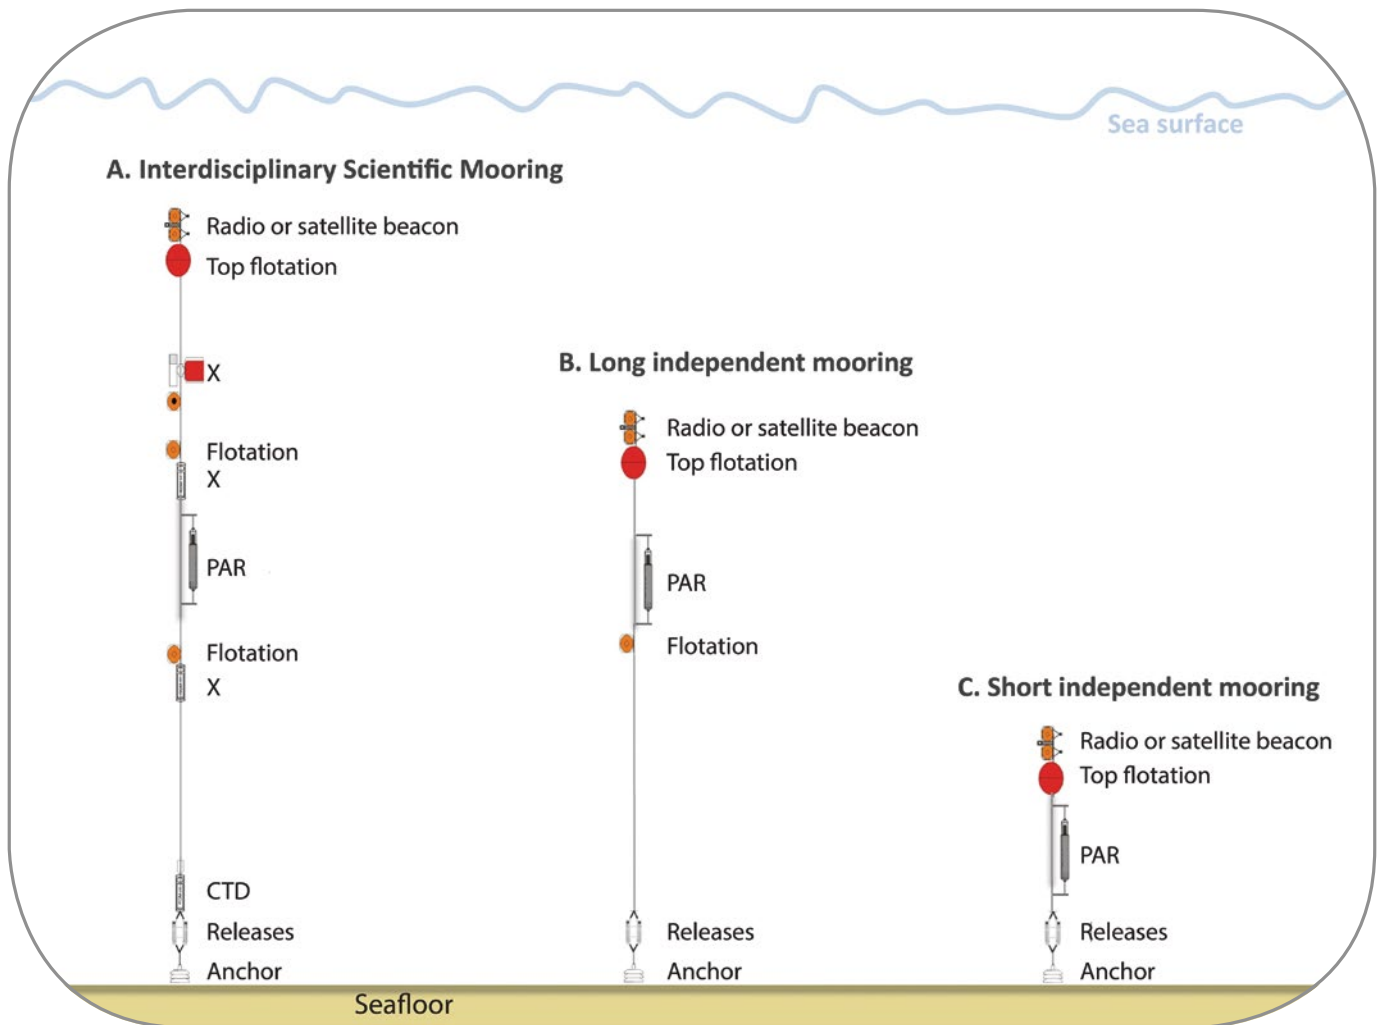 Sea surface
A. Interdisciplinary Scientific Mooring
Radio or satellite beacon
Top flotation
X
Flotation
X
PAR
Flotation
X
CTD
Releases
Anchor
B. Long independent mooring
Radio or satellite beacon
Top flotation
PAR
Flotation
Releases
Anchor
C. Short independent mooring
Radio or satellite beacon
Top flotation
PAR
Releases
Anchor
Seafloor